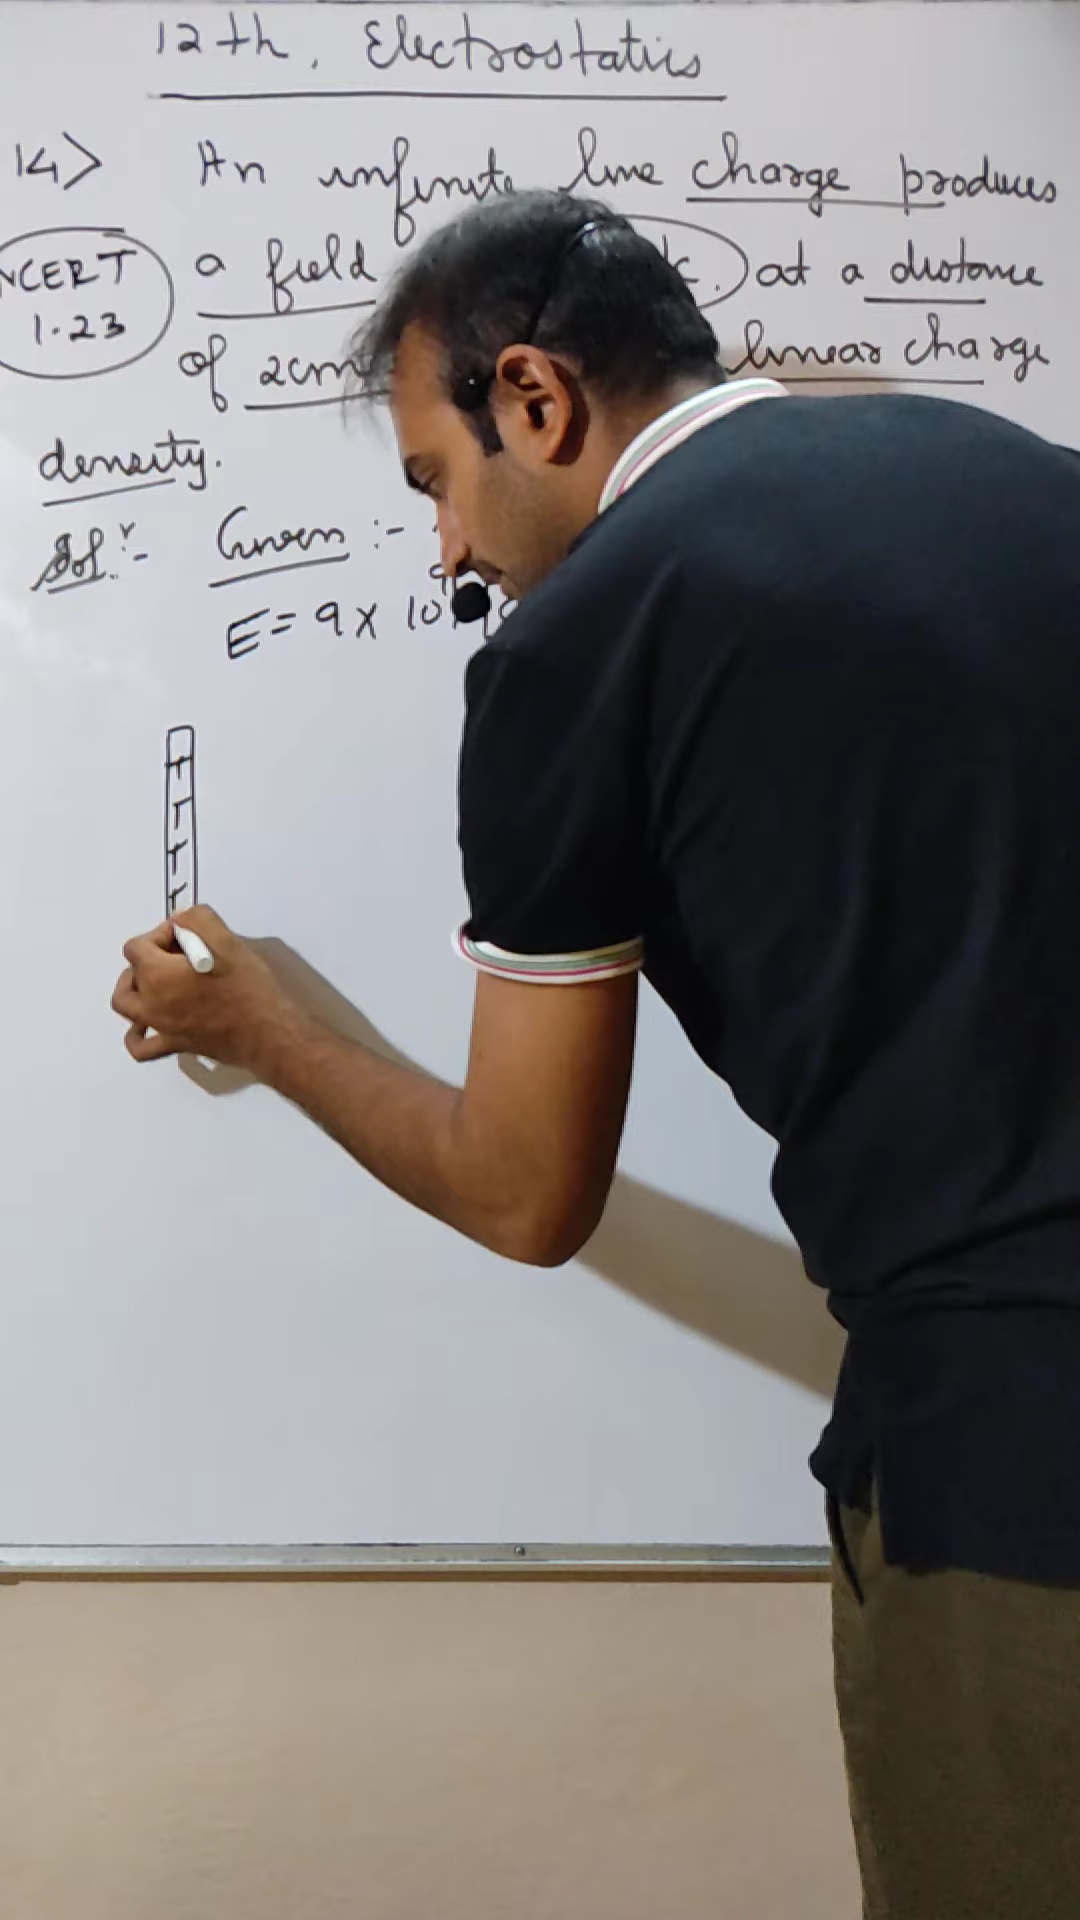 12th, Electrostatics
14> An infinite line charge produces
NCERT a field at a distance
1.23 of 2cm linear charge
density.
Sol:- Given :-
E = 9 x 10
+ + + +